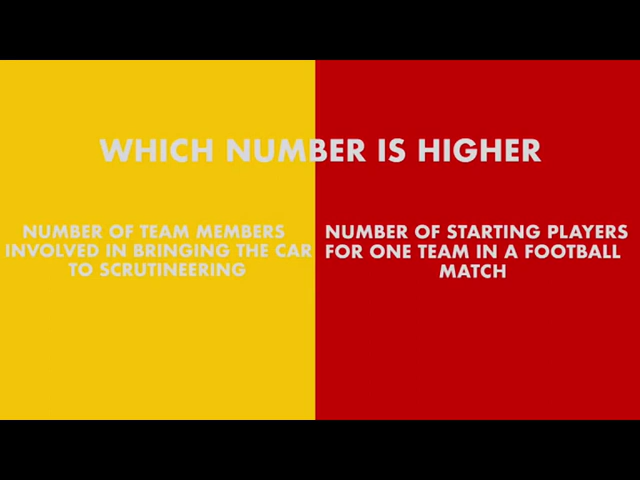 WHICH NUMBER IS HIGHER
NUMBER OF TEAM MEMBERS
INVOLVED IN BRINGING THE CAR
TO SCRUTINEERING
NUMBER OF STARTING PLAYERS
FOR ONE TEAM IN A FOOTBALL
MATCH